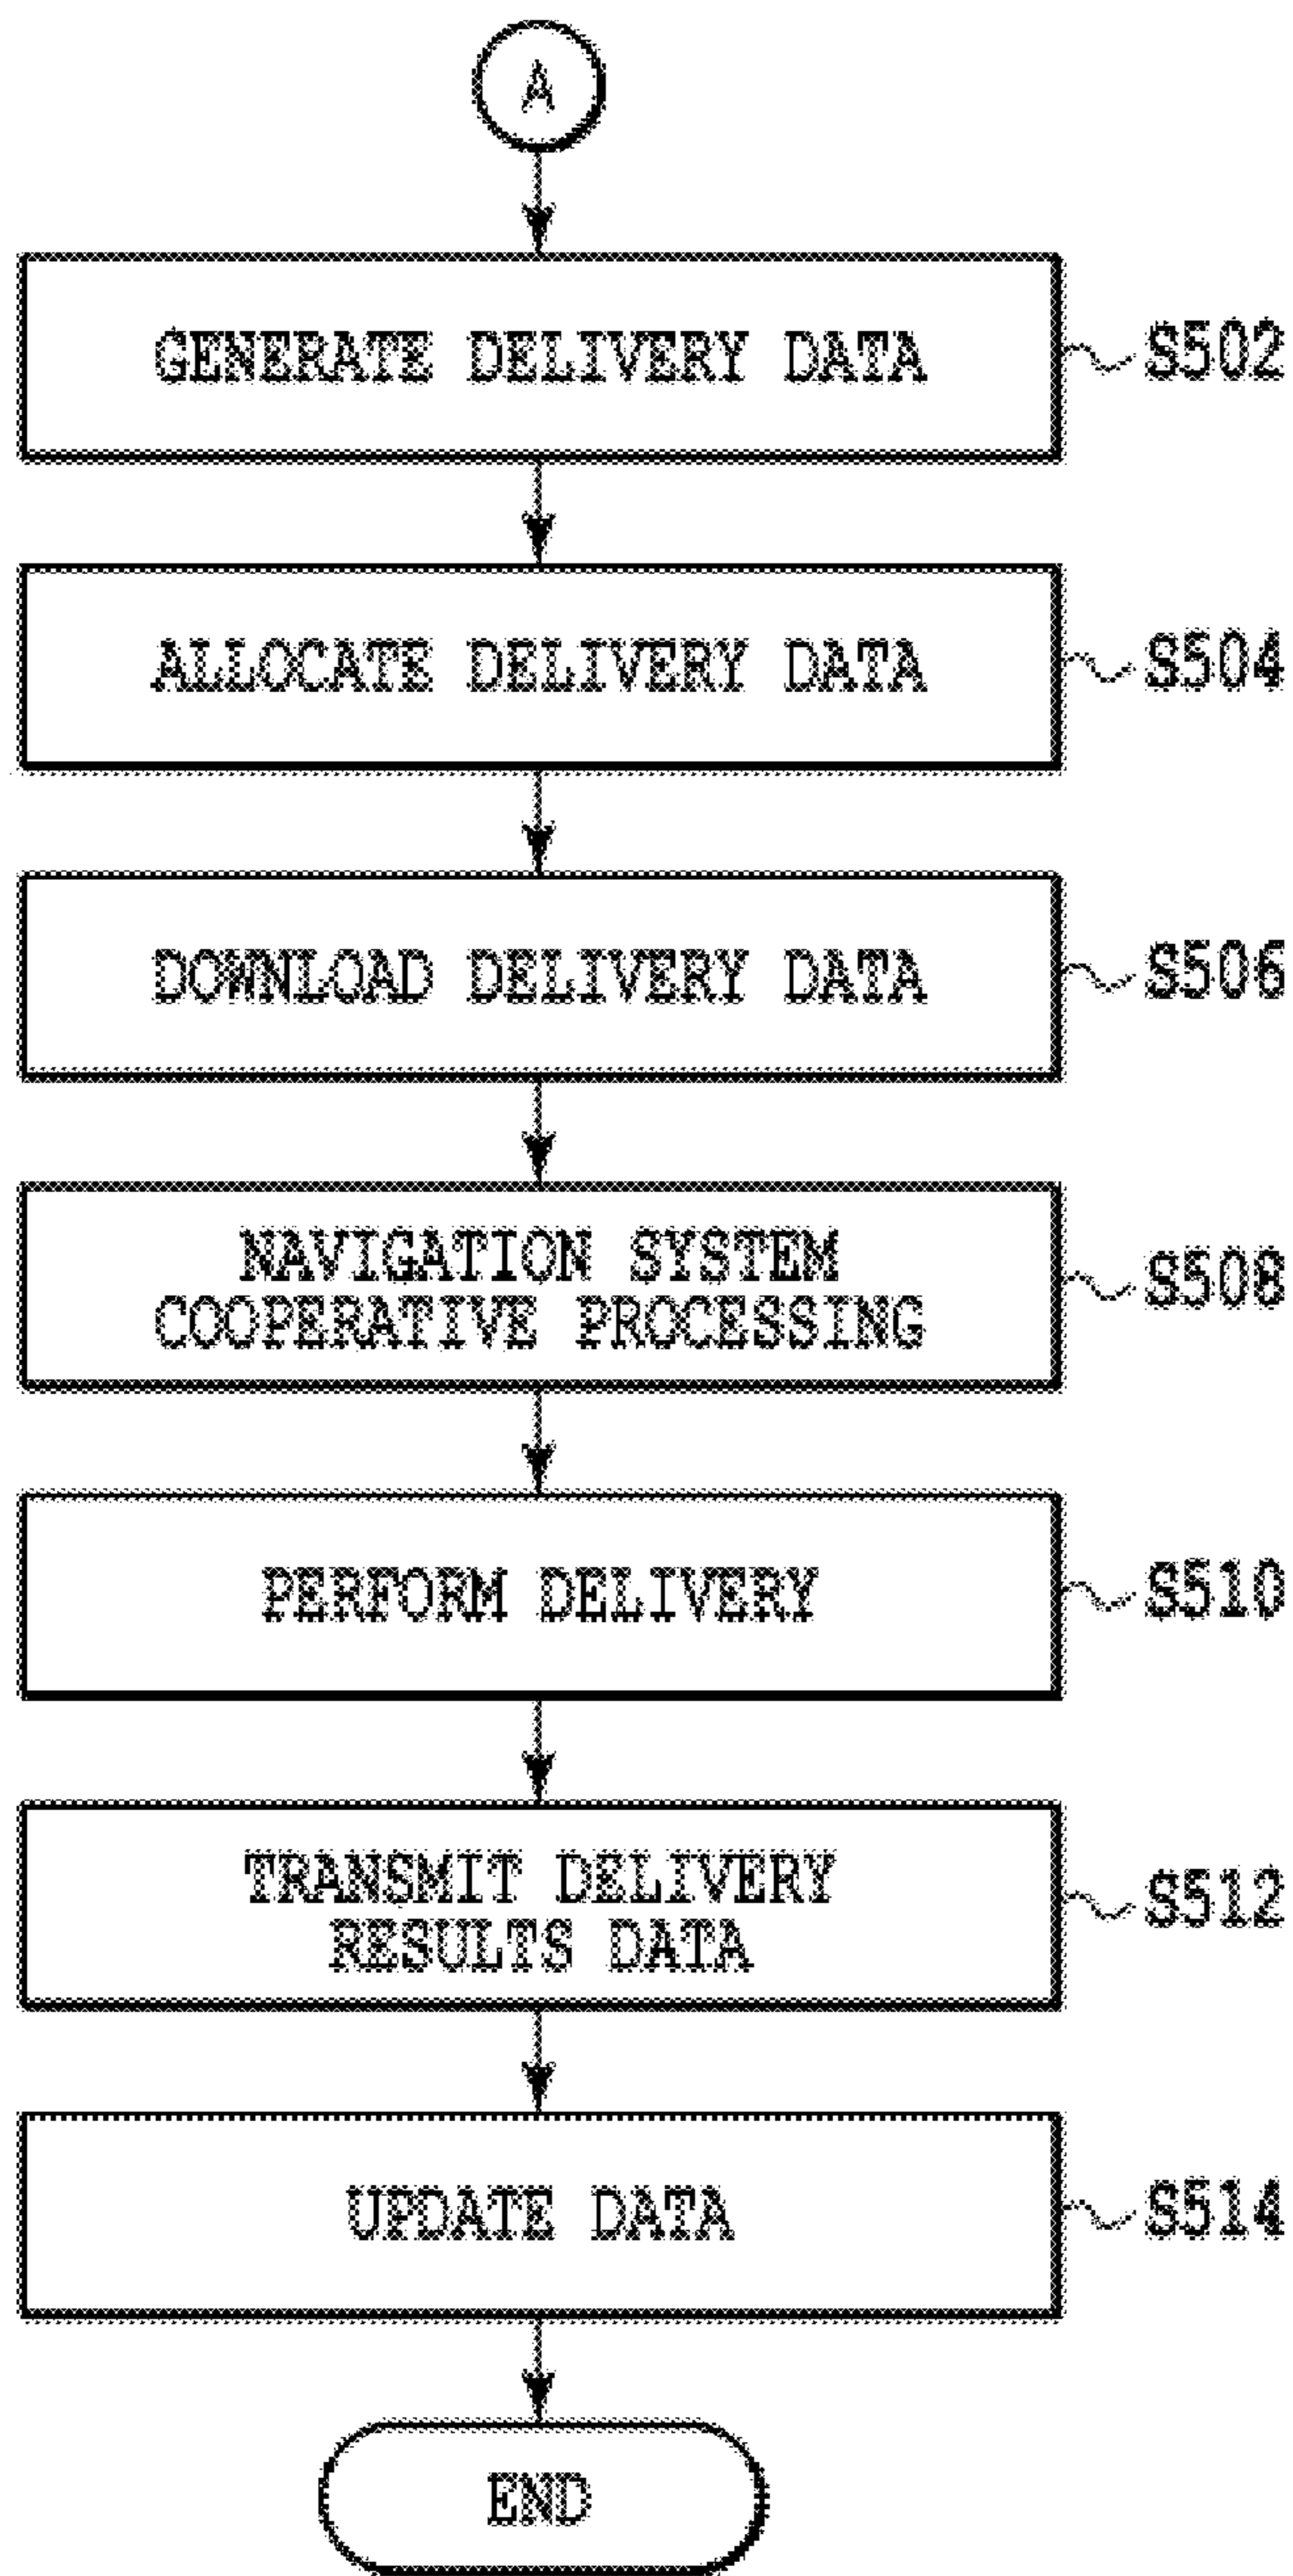 A
GENERATE DELIVERY DATA
S502
ALLOCATE DELIVERY DATA
S504
DOWNLOAD DELIVERY DATA
S506
NAVIGATION SYSTEM
COOPERATIVE PROCESSING
S508
PERFORM DELIVERY
S510
TRANSMIT DELIVERY
RESULTS DATA
S512
UPDATE DATA
S514
END